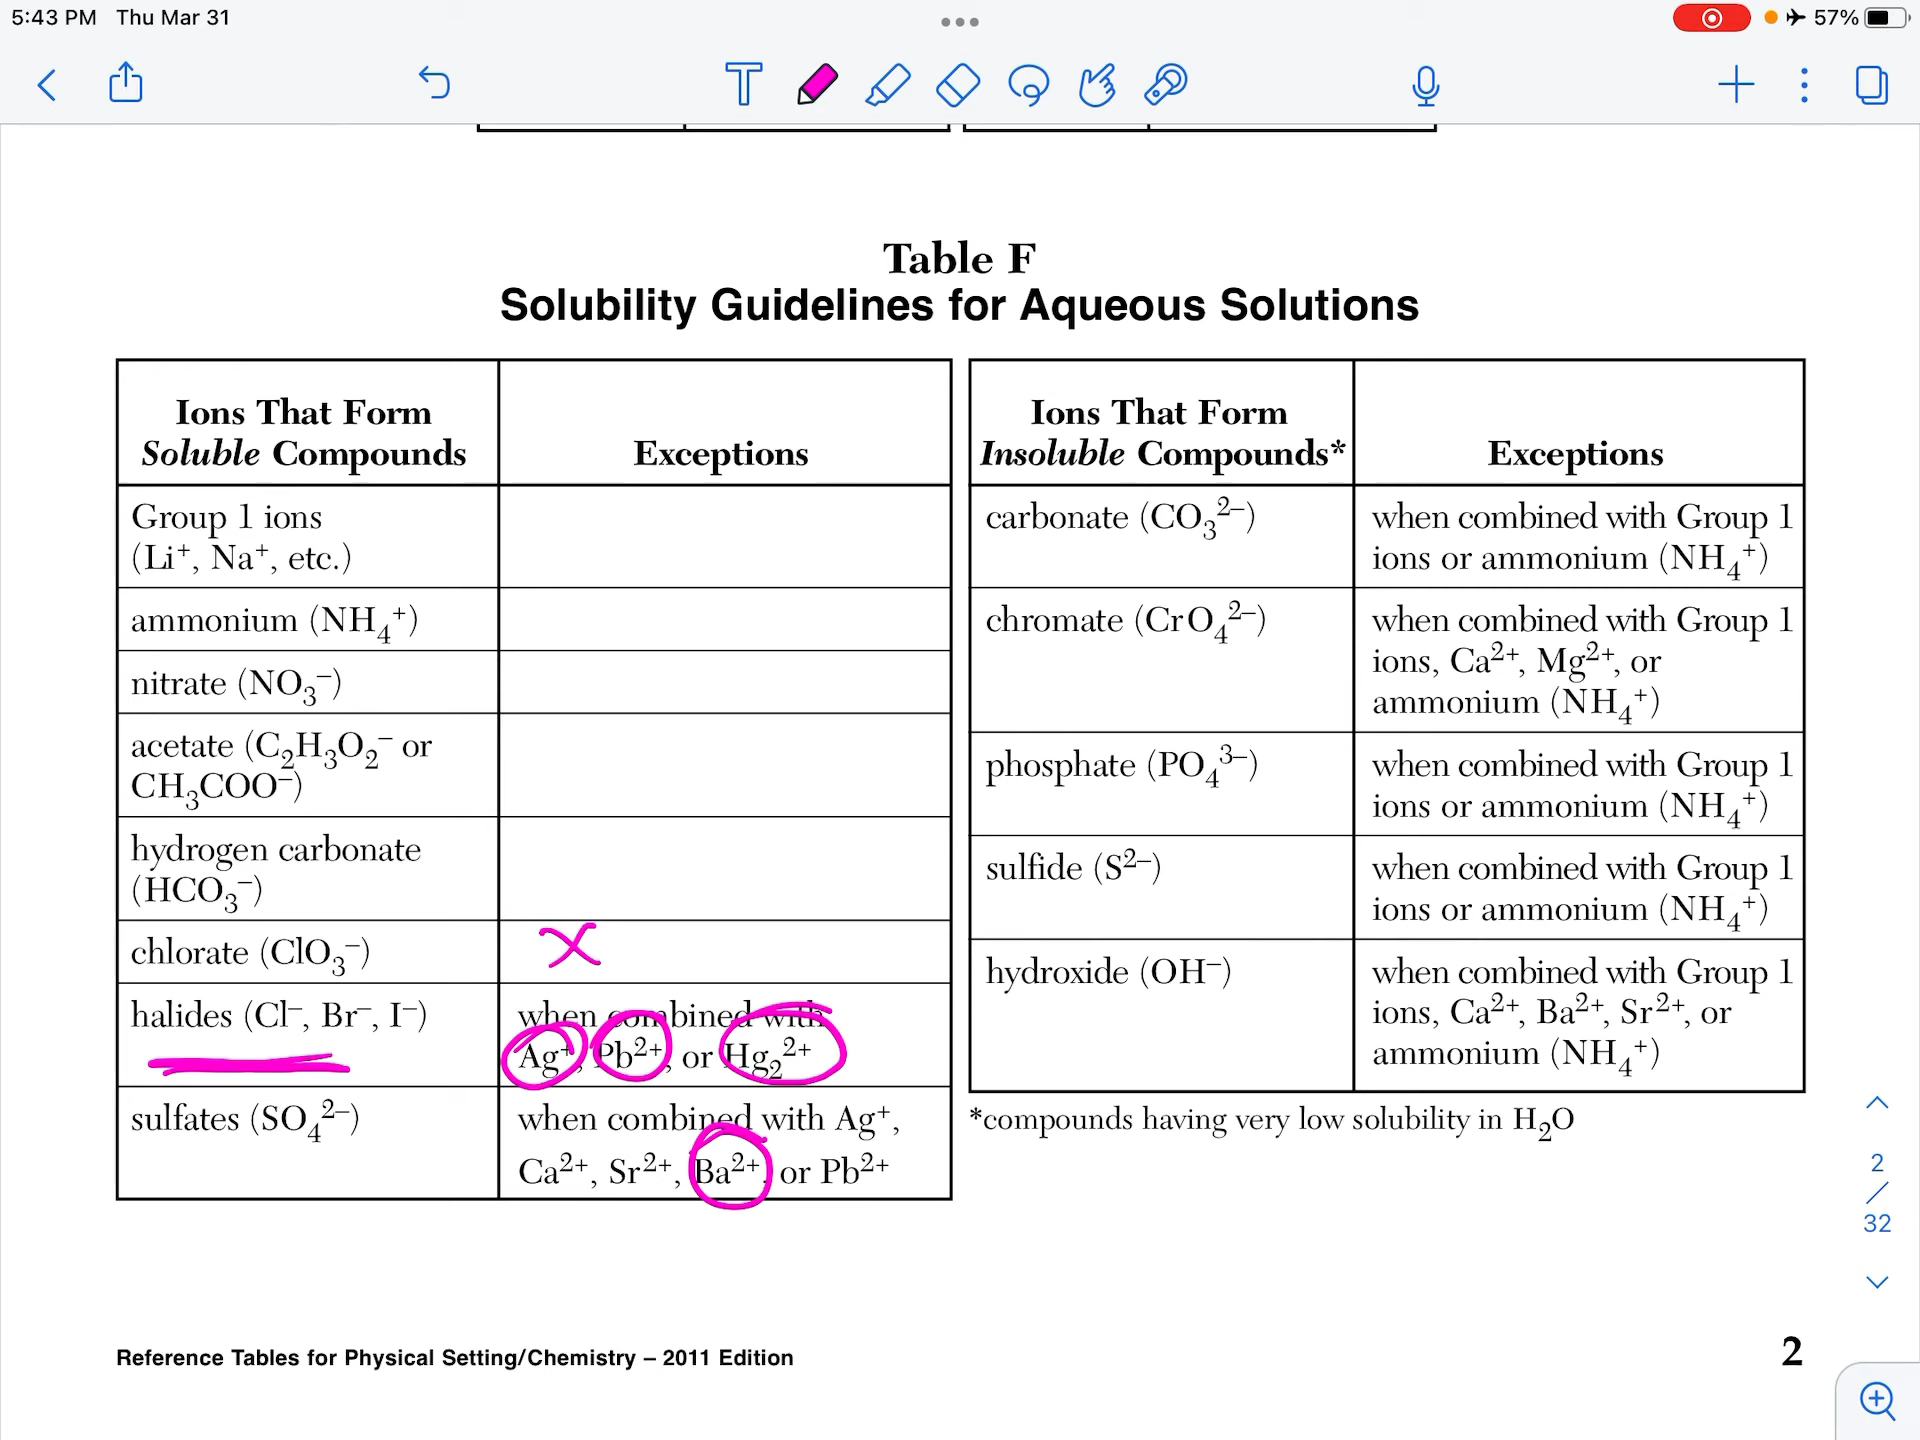 5:43 PM Thu Mar 31
57%
Table F
Solubility Guidelines for Aqueous Solutions
Ions That Form
Soluble Compounds
Exceptions
Group 1 ions
(Li⁺, Na⁺, etc.)
ammonium (NH₄⁺)
nitrate (NO₃⁻)
acetate (C₂H₃O₂⁻ or
CH₃COO⁻)
hydrogen carbonate
(HCO₃⁻)
chlorate (ClO₃⁻)
X
halides (Cl⁻, Br⁻, I⁻)
when combined with
Ag⁺, Pb²⁺, or Hg₂²⁺
sulfates (SO₄²⁻)
when combined with Ag⁺,
Ca²⁺, Sr²⁺, Ba²⁺, or Pb²⁺
Ions That Form
Insoluble Compounds*
Exceptions
carbonate (CO₃²⁻)
when combined with Group 1
ions or ammonium (NH₄⁺)
chromate (CrO₄²⁻)
when combined with Group 1
ions, Ca²⁺, Mg²⁺, or
ammonium (NH₄⁺)
phosphate (PO₄³⁻)
when combined with Group 1
ions or ammonium (NH₄⁺)
sulfide (S²⁻)
when combined with Group 1
ions or ammonium (NH₄⁺)
hydroxide (OH⁻)
when combined with Group 1
ions, Ca²⁺, Ba²⁺, Sr²⁺, or
ammonium (NH₄⁺)
*compounds having very low solubility in H₂O
2
/
32
Reference Tables for Physical Setting/Chemistry – 2011 Edition
2